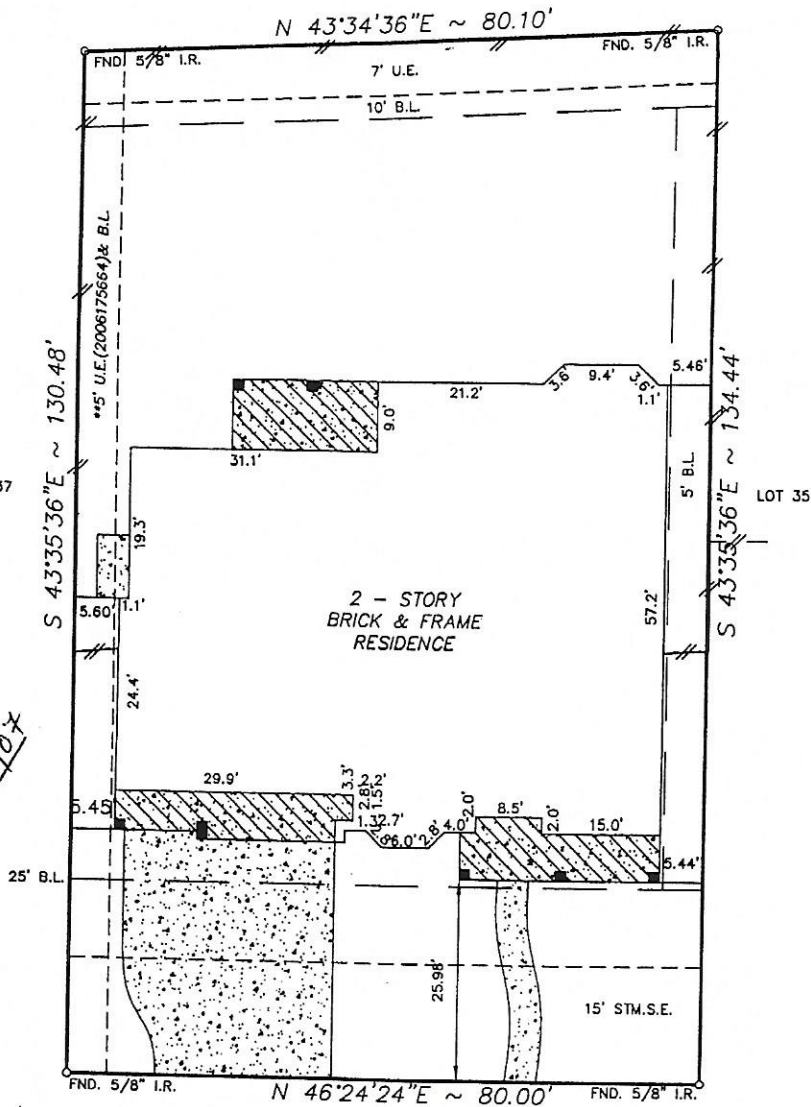 N 43°34'36"E ~ 80.10'
FND. 5/8" I.R.
FND. 5/8" I.R.
7' U.E.
10' B.L.
**5' U.E.(2006175664)& B.L.
S 43°35'36"E ~ 130.48'
S 43°35'36"E ~ 134.44'
5.46'
3.6'
9.4'
3.6'
1.1'
21.2'
9.0'
31.1'
5' B.L.
LOT 35
37
19.3'
5.60'
1.1'
57.2'
2 - STORY
BRICK & FRAME
RESIDENCE
24.4'
29.9'
3.3'
2.2'
2.8'
1.5'
1.3'
2.7'
6.0'
2.8'
4.0'
2.0'
8.5'
2.0'
15.0'
5.45'
5.44'
25' B.L.
25.98'
15' STM.S.E.
FND. 5/8" I.R.
FND. 5/8" I.R.
N 46°24'24"E ~ 80.00'